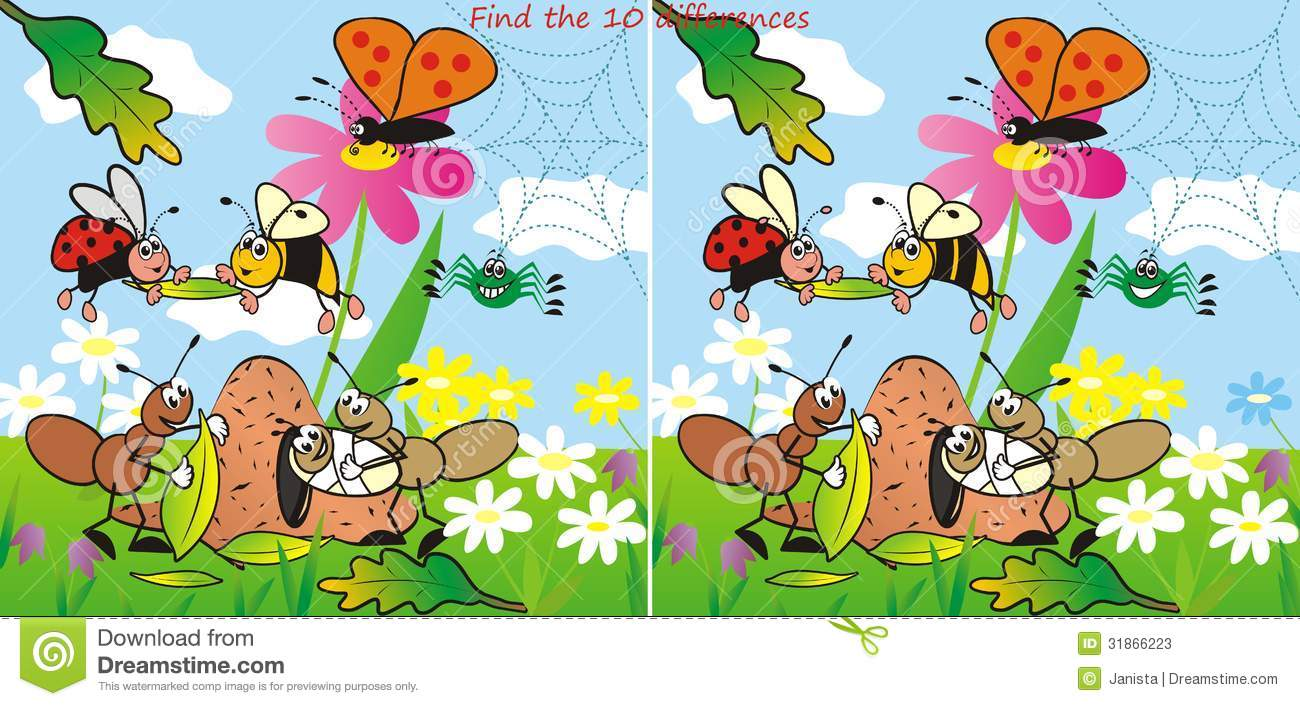 Find the 10 differences
Download from
Dreamstime.com
This watermarked comp image is for previewing purposes only.
ID 31866223
© Janista | Dreamstime.com